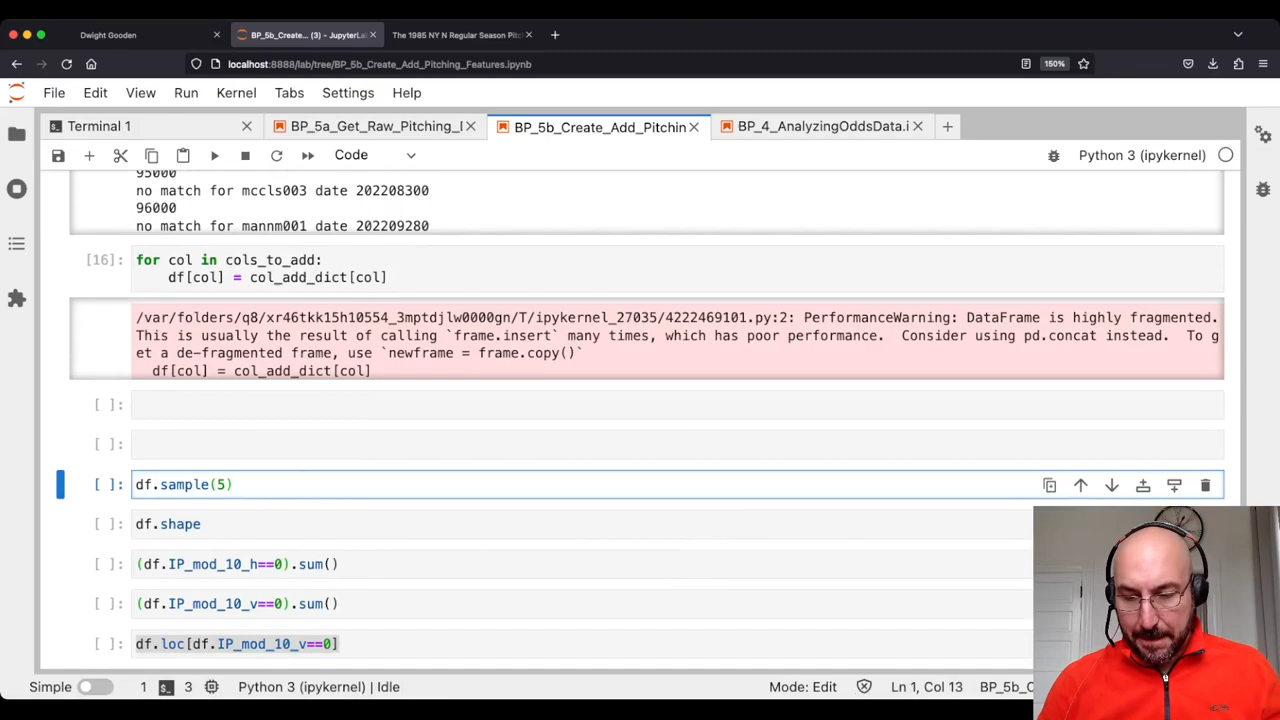 Dwight Gooden
BP_5b_Create… (3) - JupyterLab
The 1985 NY N Regular Season Pitc
localhost:8888/lab/tree/BP_5b_Create_Add_Pitching_Features.ipynb
150%
File Edit View Run Kernel Tabs Settings Help
Terminal 1
BP_5a_Get_Raw_Pitching_I
BP_5b_Create_Add_Pitchin
BP_4_AnalyzingOddsData.i
Code
Python 3 (ipykernel)
95000
no match for mccls003 date 202208300
96000
no match for mannm001 date 202209280
[16]: for col in cols_to_add:
df[col] = col_add_dict[col]
/var/folders/q8/xr46tkk15h10554_3mptdjlw0000gn/T/ipykernel_27035/4222469101.py:2: PerformanceWarning: DataFrame is highly fragmented.
This is usually the result of calling `frame.insert` many times, which has poor performance.  Consider using pd.concat instead.  To g
et a de-fragmented frame, use `newframe = frame.copy()`
df[col] = col_add_dict[col]
[ ]:
[ ]:
[ ]: df.sample(5)
[ ]: df.shape
[ ]: (df.IP_mod_10_h==0).sum()
[ ]: (df.IP_mod_10_v==0).sum()
[ ]: df.loc[df.IP_mod_10_v==0]
Simple 1 3 Python 3 (ipykernel) | Idle
Mode: Edit Ln 1, Col 13 BP_5b_C